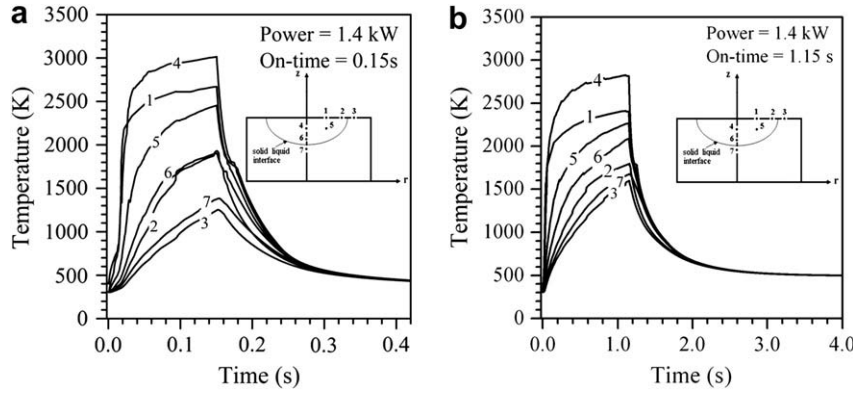 a
3500
3000
2500
2000
1500
1000
500
0
Temperature (K)
Power = 1.4 kW
On-time = 0.15s
z
1 2 3
4
5
6
7
solid liquid
interface
r
4
1
5
6
2
7
3
0.0 0.1 0.2 0.3 0.4
Time (s)
b
3500
3000
2500
2000
1500
1000
500
0
Temperature (K)
Power = 1.4 kW
On-time = 1.15 s
z
1 2 3
4
5
6
7
solid liquid
interface
r
4
1
5
6
2
7
3
0.0 1.0 2.0 3.0 4.0
Time (s)